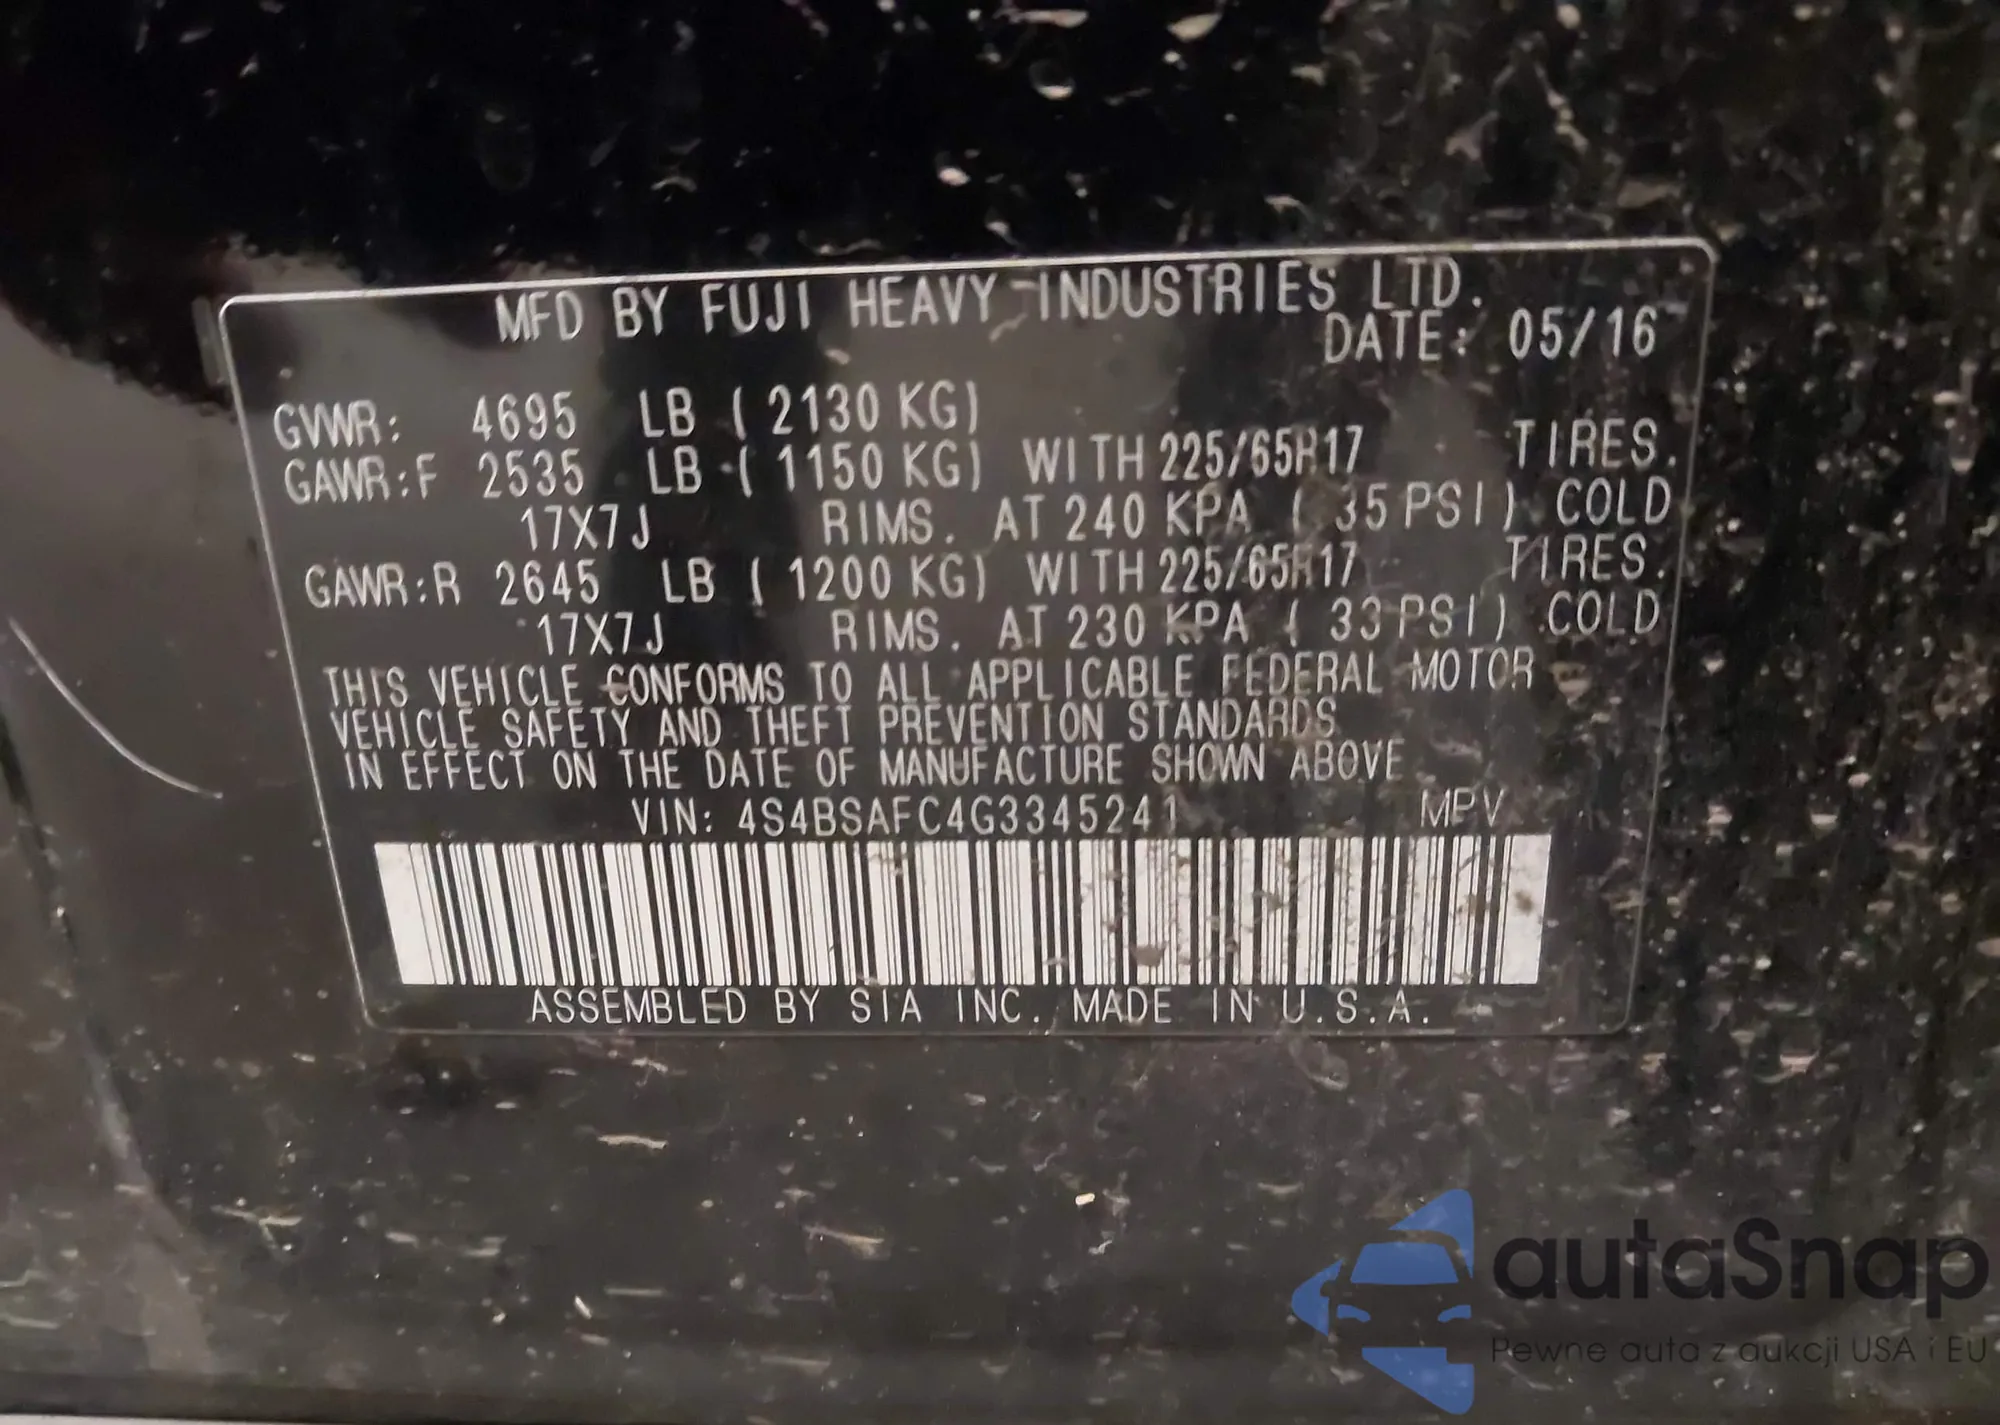 MFD BY FUJI HEAVY INDUSTRIES LTD.
DATE: 05/16
GVWR: 4695 LB ( 2130 KG)
GAWR:F 2535 LB ( 1150 KG) WITH 225/65R17 TIRES.
17X7J RIMS. AT 240 KPA ( 35 PSI) COLD
GAWR:R 2645 LB ( 1200 KG) WITH 225/65R17 TIRES.
17X7J RIMS. AT 230 KPA ( 33 PSI) COLD
THIS VEHICLE CONFORMS TO ALL APPLICABLE FEDERAL MOTOR
VEHICLE SAFETY AND THEFT PREVENTION STANDARDS
IN EFFECT ON THE DATE OF MANUFACTURE SHOWN ABOVE
VIN: 4S4BSAFC4G3345241 MPV
ASSEMBLED BY SIA INC. MADE IN U.S.A.
autaSnap
Pewne auta z aukcji USA i EU